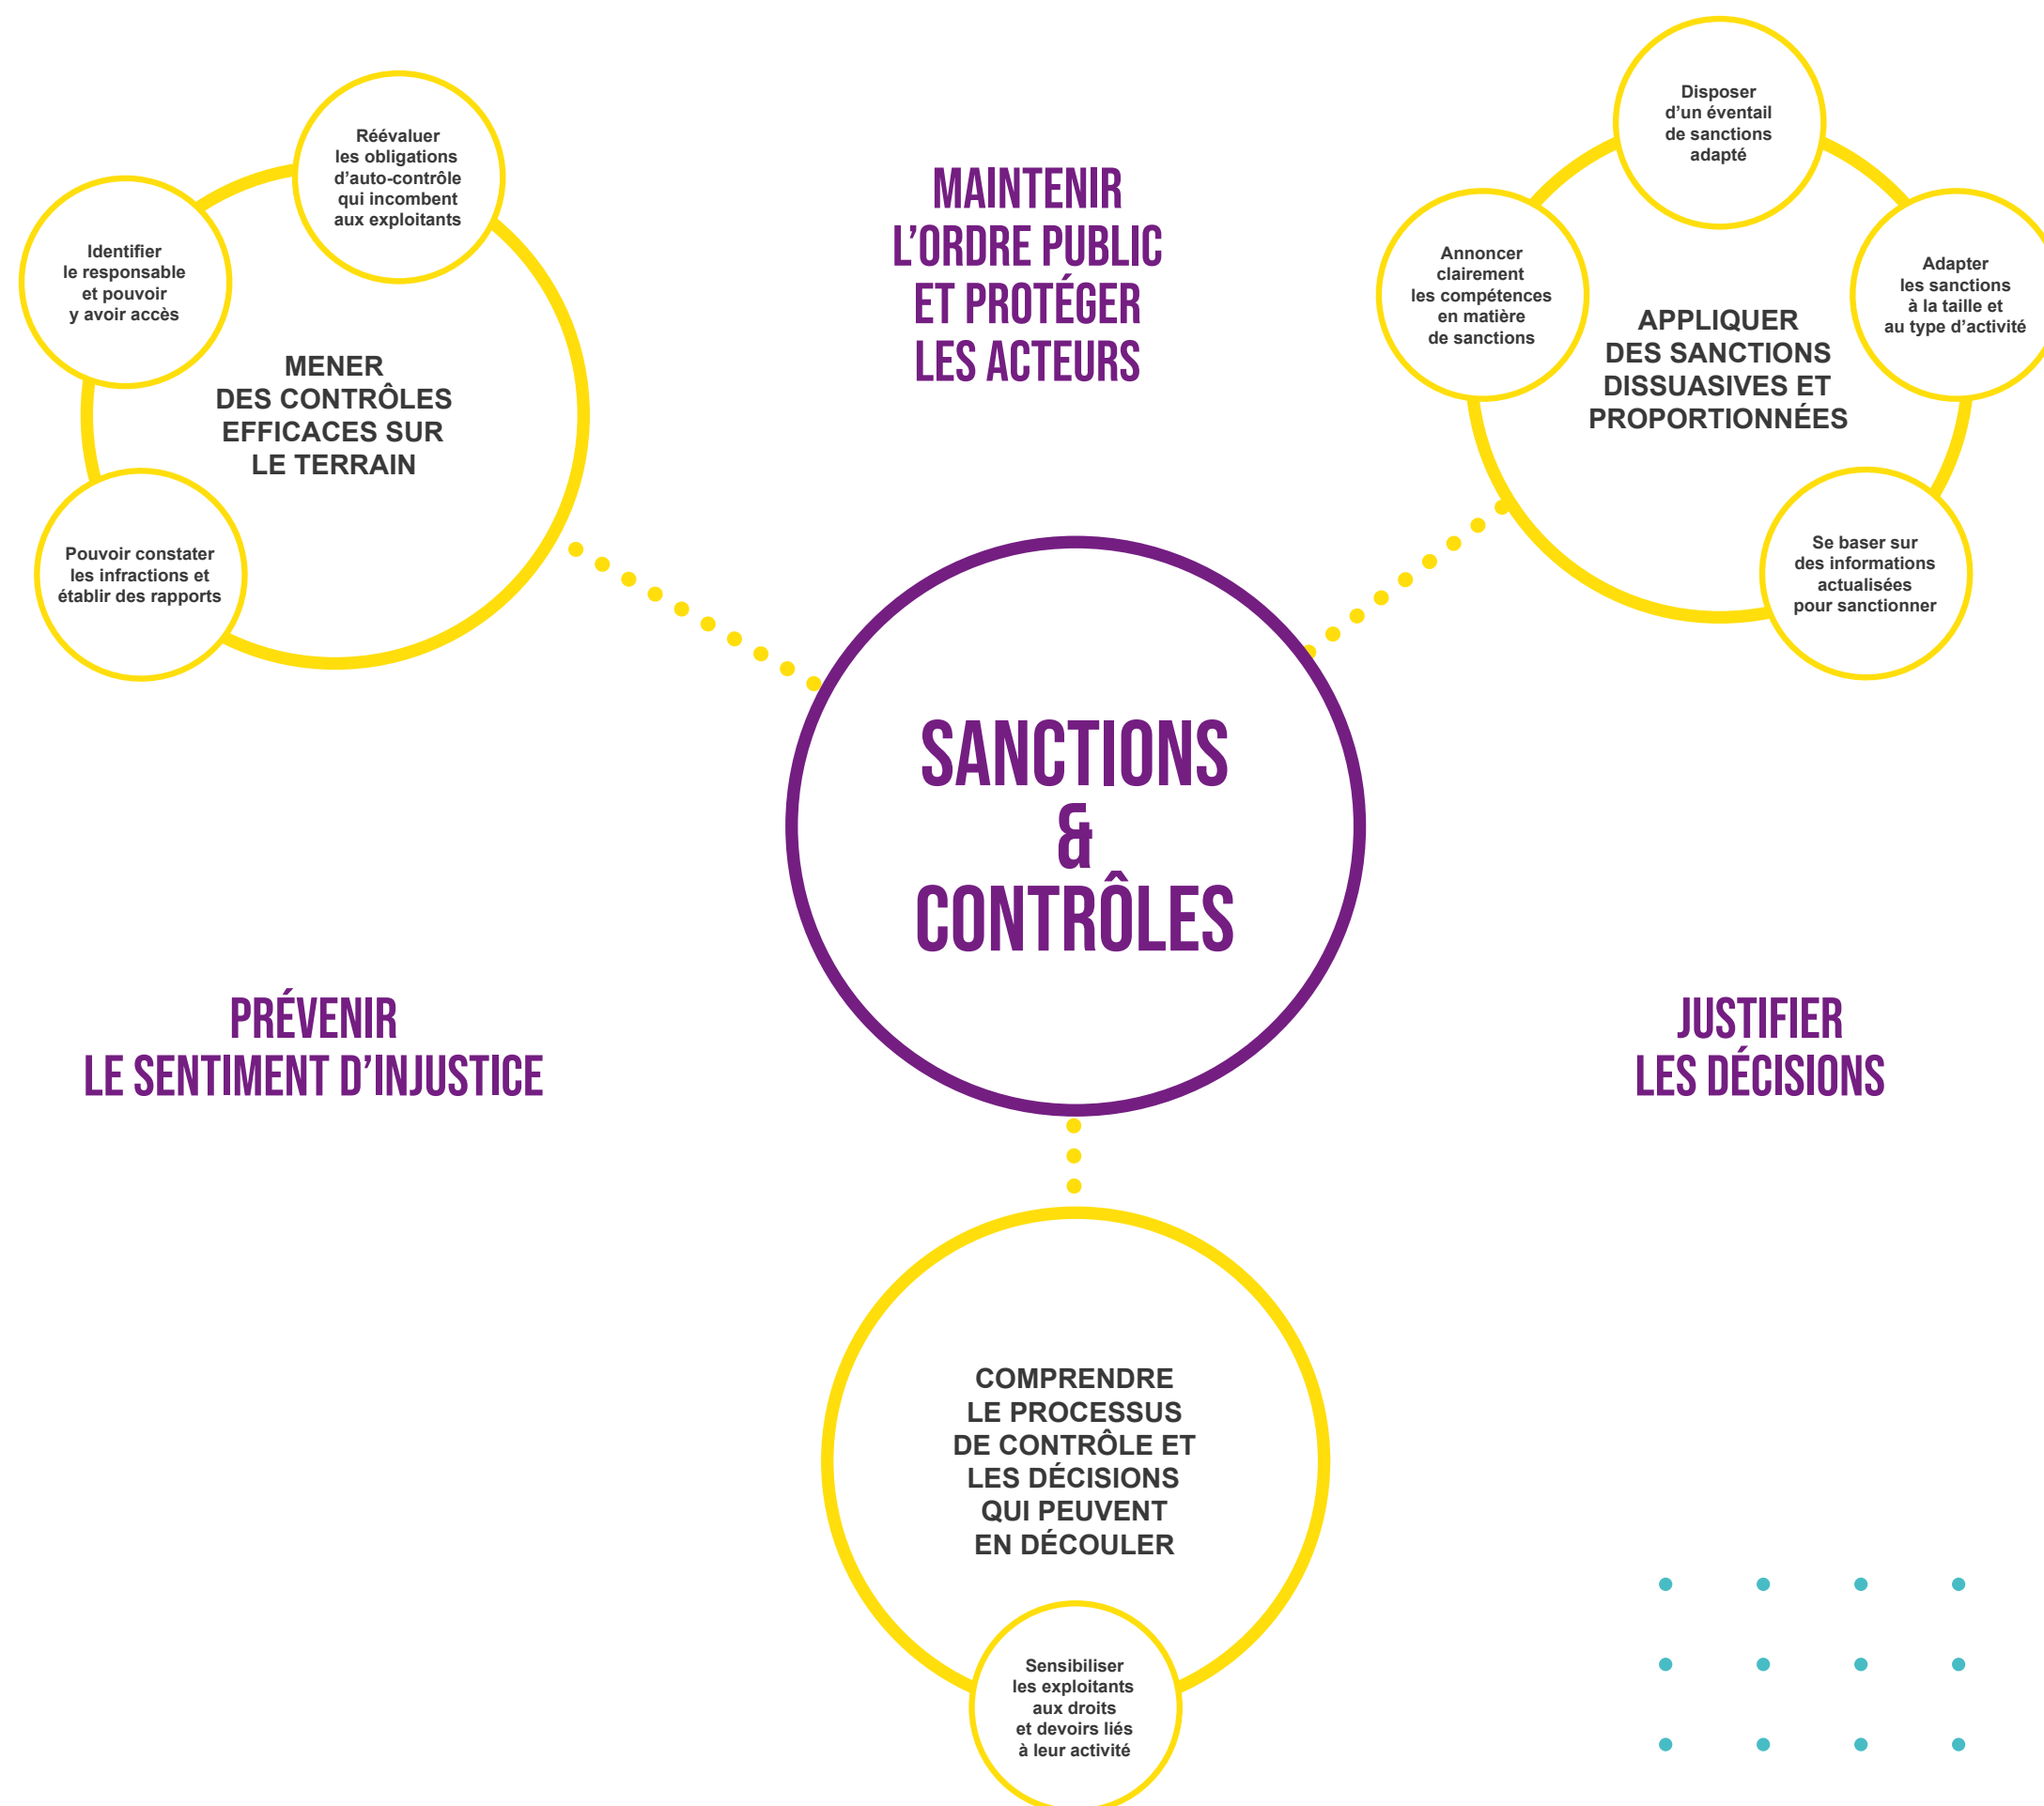 Réévaluer
les obligations
d'auto-contrôle
qui incombent
aux exploitants
Identifier
le responsable
et pouvoir
y avoir accès
MENER
DES CONTRÔLES
EFFICACES SUR
LE TERRAIN
Pouvoir constater
les infractions et
établir des rapports
MAINTENIR
L'ORDRE PUBLIC
ET PROTÉGER
LES ACTEURS
Disposer
d'un éventail
de sanctions
adapté
Annoncer
clairement
les compétences
en matière
de sanctions
Adapter
les sanctions
à la taille et
au type d'activité
APPLIQUER
DES SANCTIONS
DISSUASIVES ET
PROPORTIONNÉES
Se baser sur
des informations
actualisées
pour sanctionner
SANCTIONS
&
CONTRÔLES
PRÉVENIR
LE SENTIMENT D'INJUSTICE
JUSTIFIER
LES DÉCISIONS
COMPRENDRE
LE PROCESSUS
DE CONTRÔLE ET
LES DÉCISIONS
QUI PEUVENT
EN DÉCOULER
Sensibiliser
les exploitants
aux droits
et devoirs liés
à leur activité